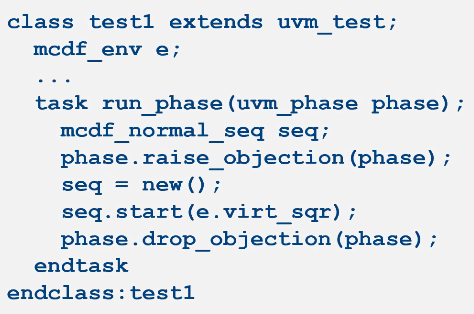 class test1 extends uvm_test;
mcdf_env e;
...
task run_phase(uvm_phase phase);
mcdf_normal_seq seq;
phase.raise_objection(phase);
seq = new();
seq.start(e.virt_sqr);
phase.drop_objection(phase);
endtask
endclass:test1